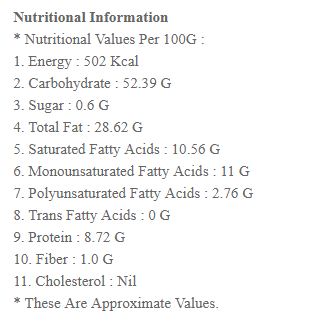 Nutritional Information
* Nutritional Values Per 100G :
1. Energy : 502 Kcal
2. Carbohydrate : 52.39 G
3. Sugar : 0.6 G
4. Total Fat : 28.62 G
5. Saturated Fatty Acids : 10.56 G
6. Monounsaturated Fatty Acids : 11 G
7. Polyunsaturated Fatty Acids : 2.76 G
8. Trans Fatty Acids : 0 G
9. Protein : 8.72 G
10. Fiber : 1.0 G
11. Cholesterol : Nil
* These Are Approximate Values.